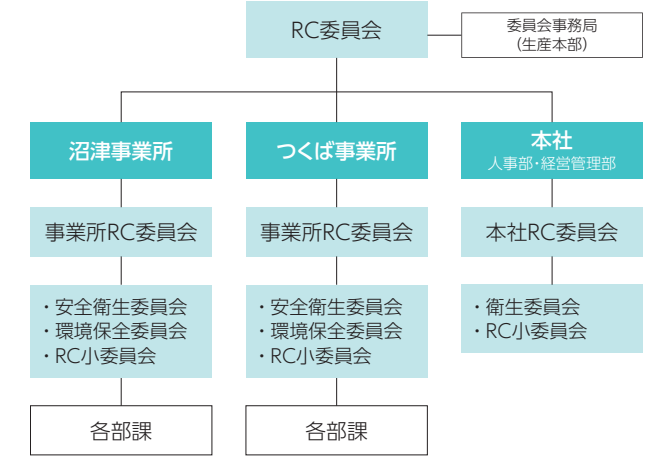 RC委員会
委員会事務局
(生産本部)
沼津事業所
つくば事業所
本社
人事部・経営管理部
事業所RC委員会
事業所RC委員会
本社RC委員会
・安全衛生委員会
・環境保全委員会
・RC小委員会
・安全衛生委員会
・環境保全委員会
・RC小委員会
・衛生委員会
・RC小委員会
各部課
各部課